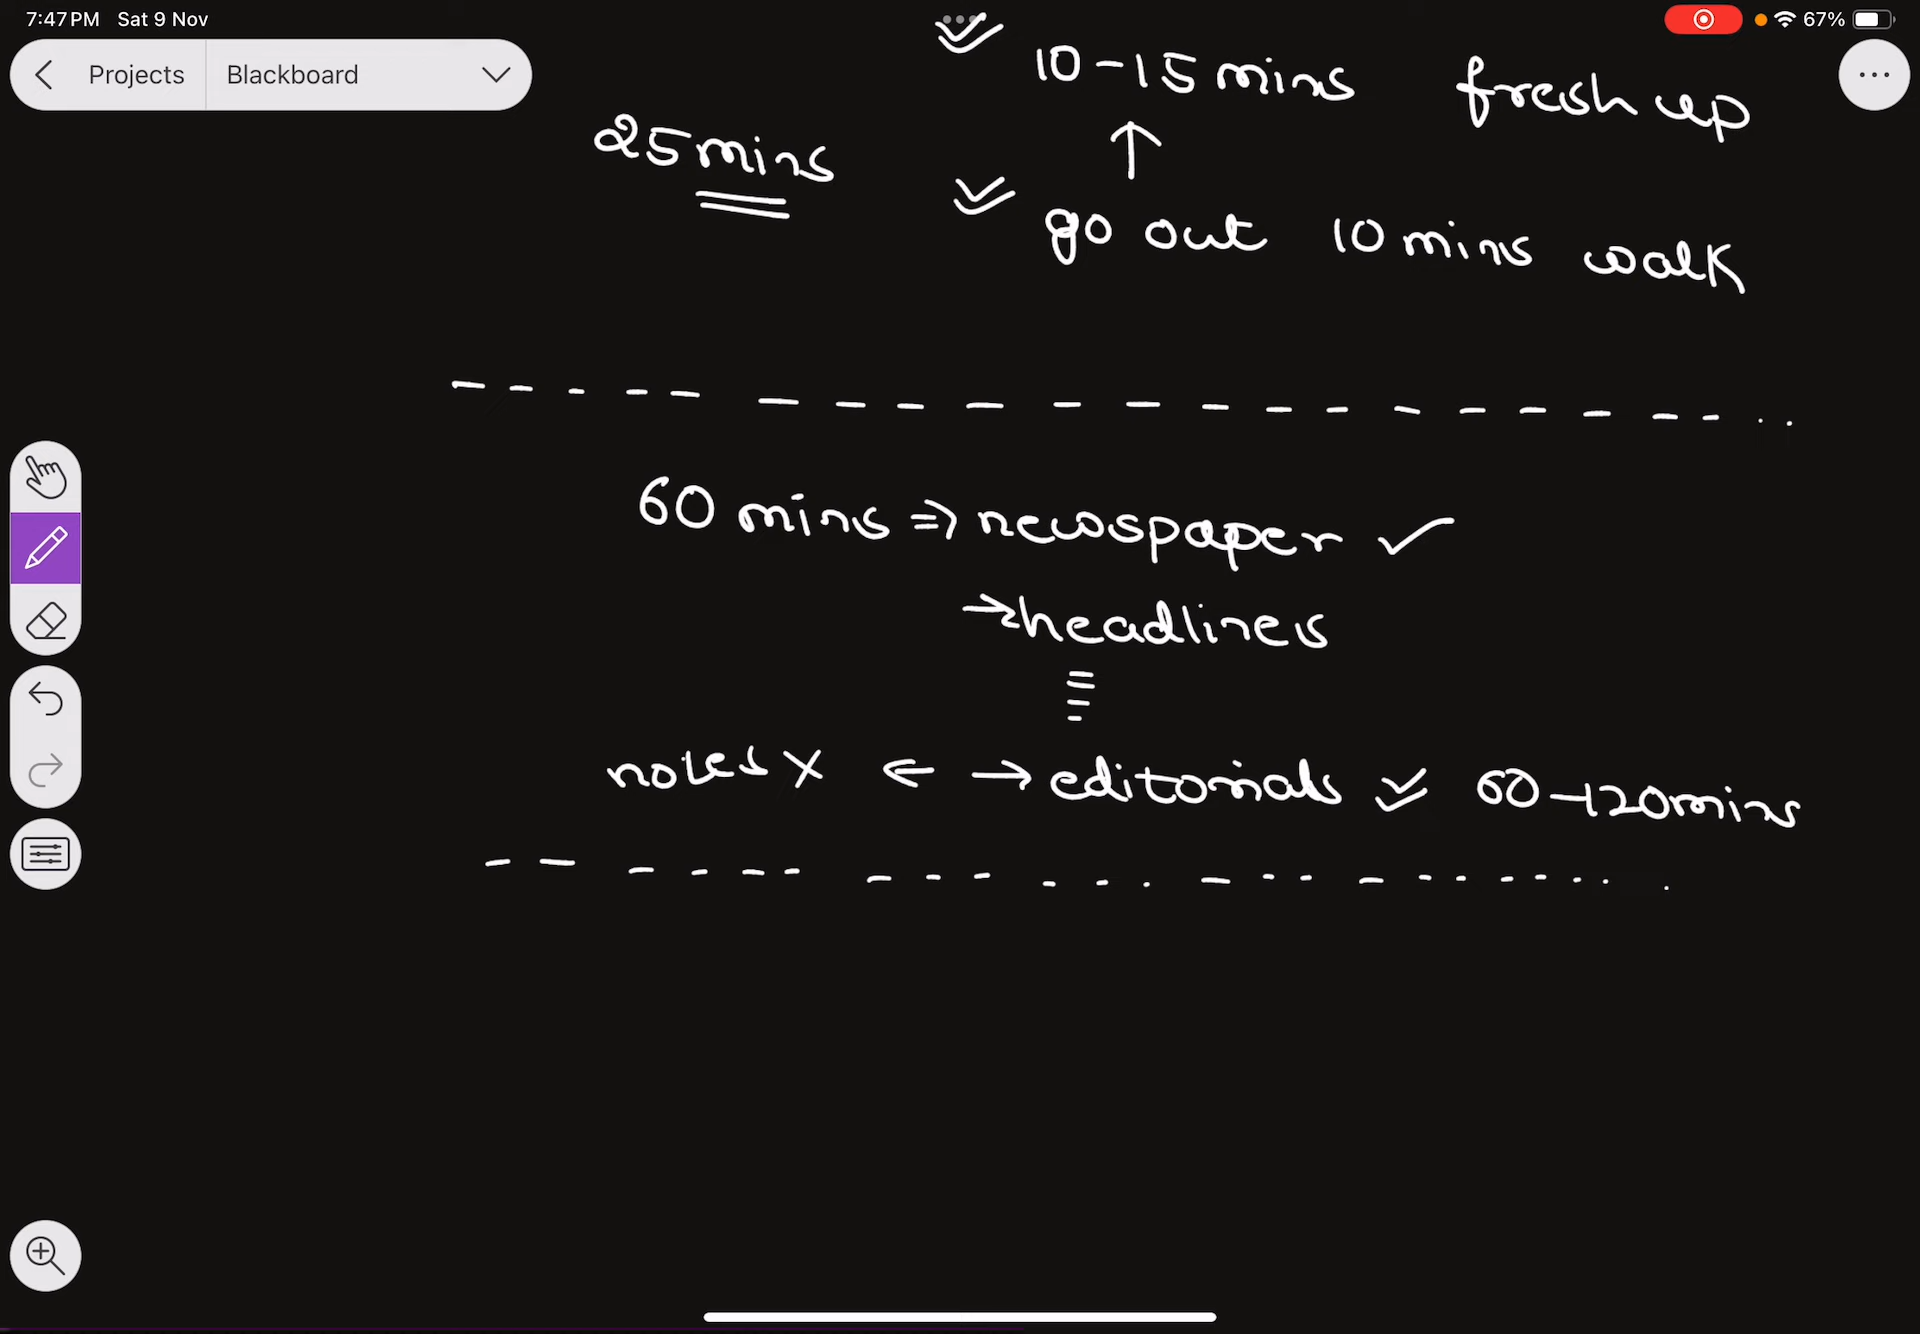 7:47 PM Sat 9 Nov
67%
Projects
Blackboard
10-15 mins fresh up
25 mins
↑
go out 10 mins walk
60 mins ⇒ newspaper ✓
→ headlines
notes X ← → editorials 60-120 mins